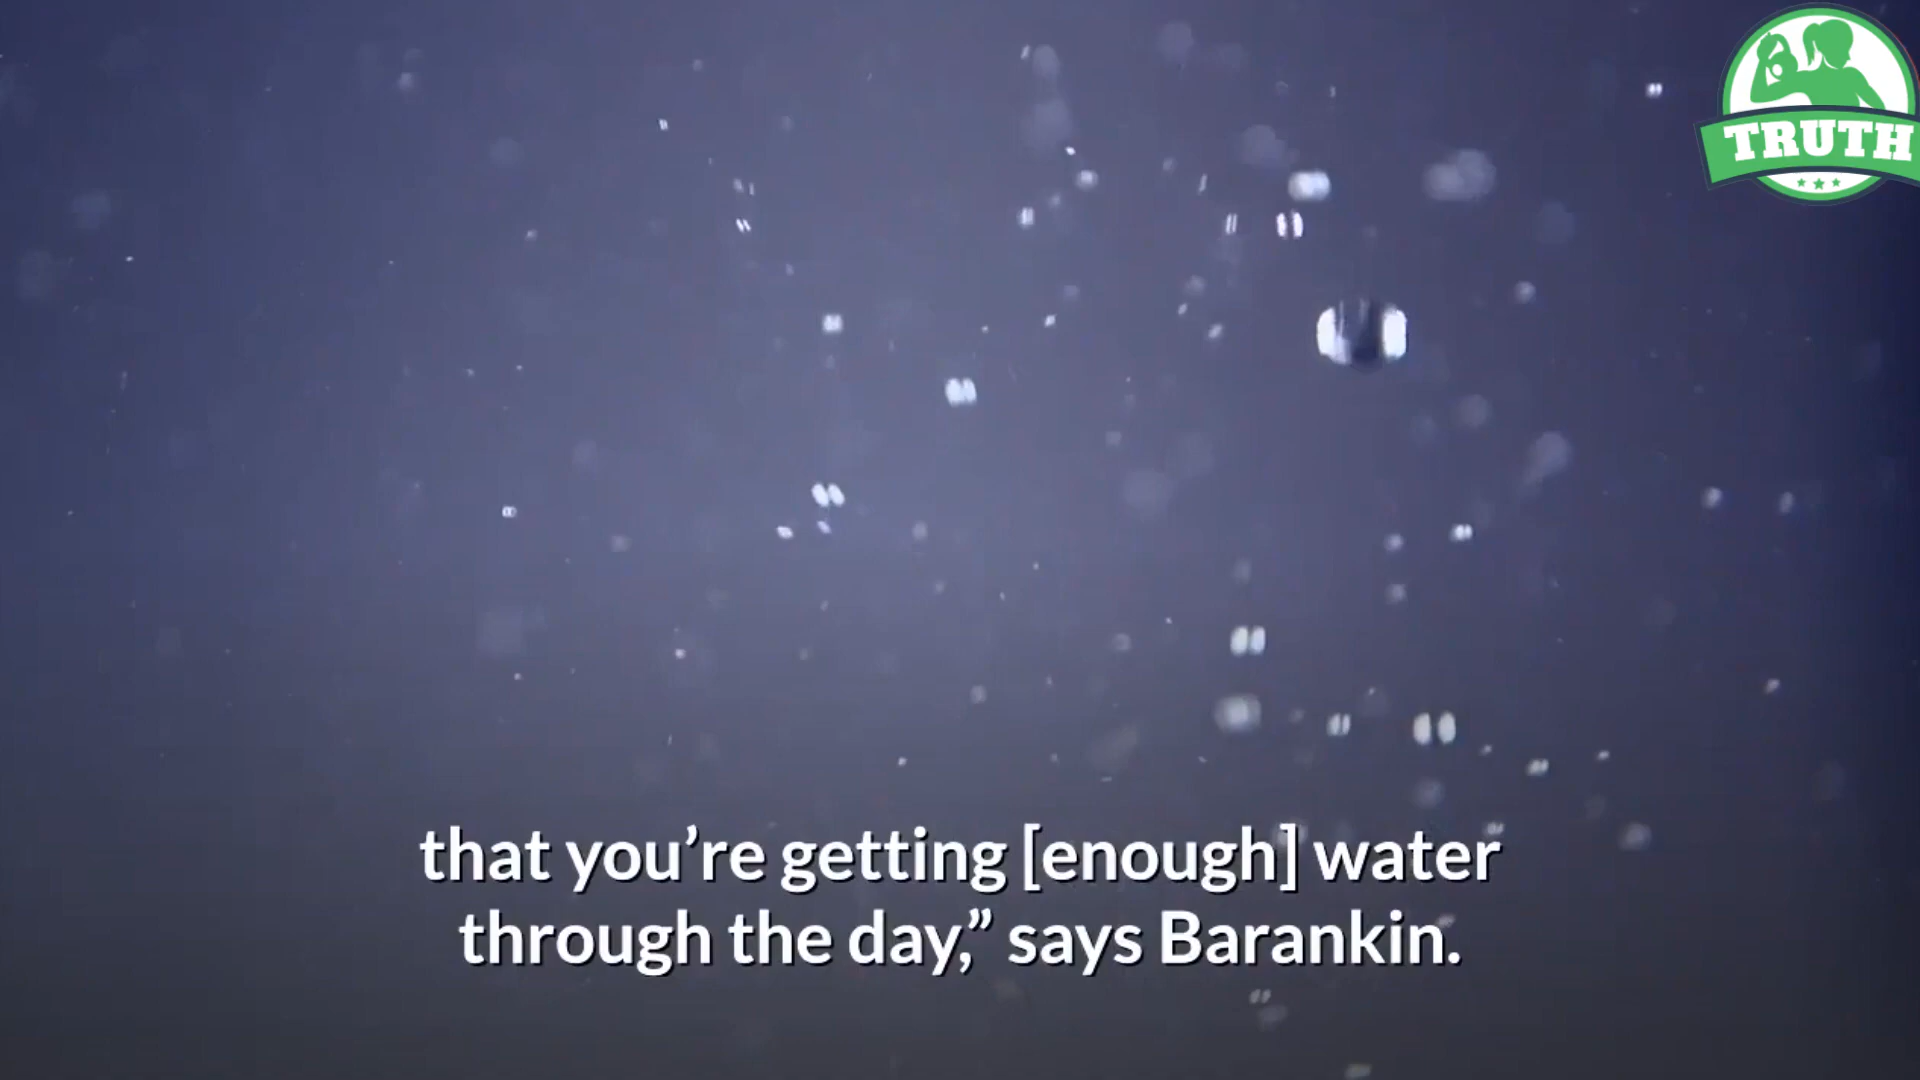 TRUTH
that you’re getting [enough] water
through the day,” says Barankin.